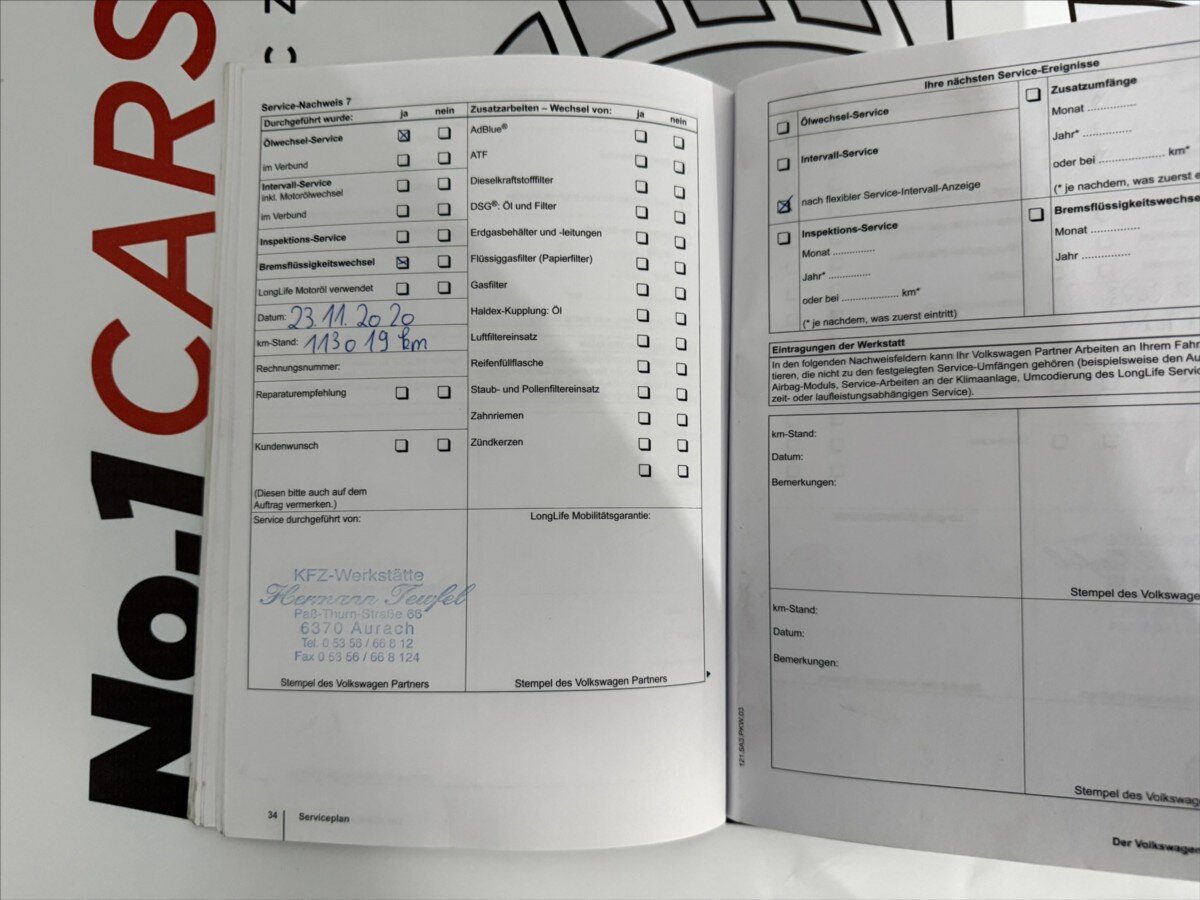 No.1 CARS
C Z
Service-Nachweis 7
Durchgeführt wurde: ja nein
Ölwechsel-Service
im Verbund
Intervall-Service
inkl. Motorölwechsel
im Verbund
Inspektions-Service
Bremsflüssigkeitswechsel
LongLife Motoröl verwendet
Datum: 23.11.2020
km-Stand: 113019 km
Rechnungsnummer:
Reparaturempfehlung
Kundenwunsch
(Diesen bitte auch auf dem
Auftrag vermerken.)
Service durchgeführt von:
KFZ-Werkstätte
Hermann Teufel
Paß-Thurn-Straße 66
6370 Aurach
Tel. 0 53 56 / 66 8 12
Fax 0 53 56 / 66 8 124
Stempel des Volkswagen Partners
Zusatzarbeiten – Wechsel von: ja nein
AdBlue®
ATF
Dieselkraftstofffilter
DSG®: Öl und Filter
Erdgasbehälter und -leitungen
Flüssiggasfilter (Papierfilter)
Gasfilter
Haldex-Kupplung: Öl
Luftfiltereinsatz
Reifenfüllflasche
Staub- und Pollenfiltereinsatz
Zahnriemen
Zündkerzen
LongLife Mobilitätsgarantie:
Stempel des Volkswagen Partners
34 Serviceplan
Ihre nächsten Service-Ereignisse
Ölwechsel-Service
Intervall-Service
nach flexibler Service-Intervall-Anzeige
Inspektions-Service
Monat ..............
Jahr* ..............
oder bei .................... km*
(* je nachdem, was zuerst eintritt)
Zusatzumfänge
Monat ................
Jahr* ................
oder bei ...................... km*
(* je nachdem, was zuerst
Bremsflüssigkeitswechse
Monat ................
Jahr ................
Eintragungen der Werkstatt
In den folgenden Nachweisfeldern kann Ihr Volkswagen Partner Arbeiten an Ihrem Fahr
tieren, die nicht zu den festgelegten Service-Umfängen gehören (beispielsweise den Au
Airbag-Moduls, Service-Arbeiten an der Klimaanlage, Umcodierung des LongLife Servic
zeit- oder laufleistungsabhängigen Service).
km-Stand:
Datum:
Bemerkungen:
Stempel des Volkswagen
km-Stand:
Datum:
Bemerkungen:
Stempel des Volkswage
121.5A3.PKW.03
Der Volkswagen